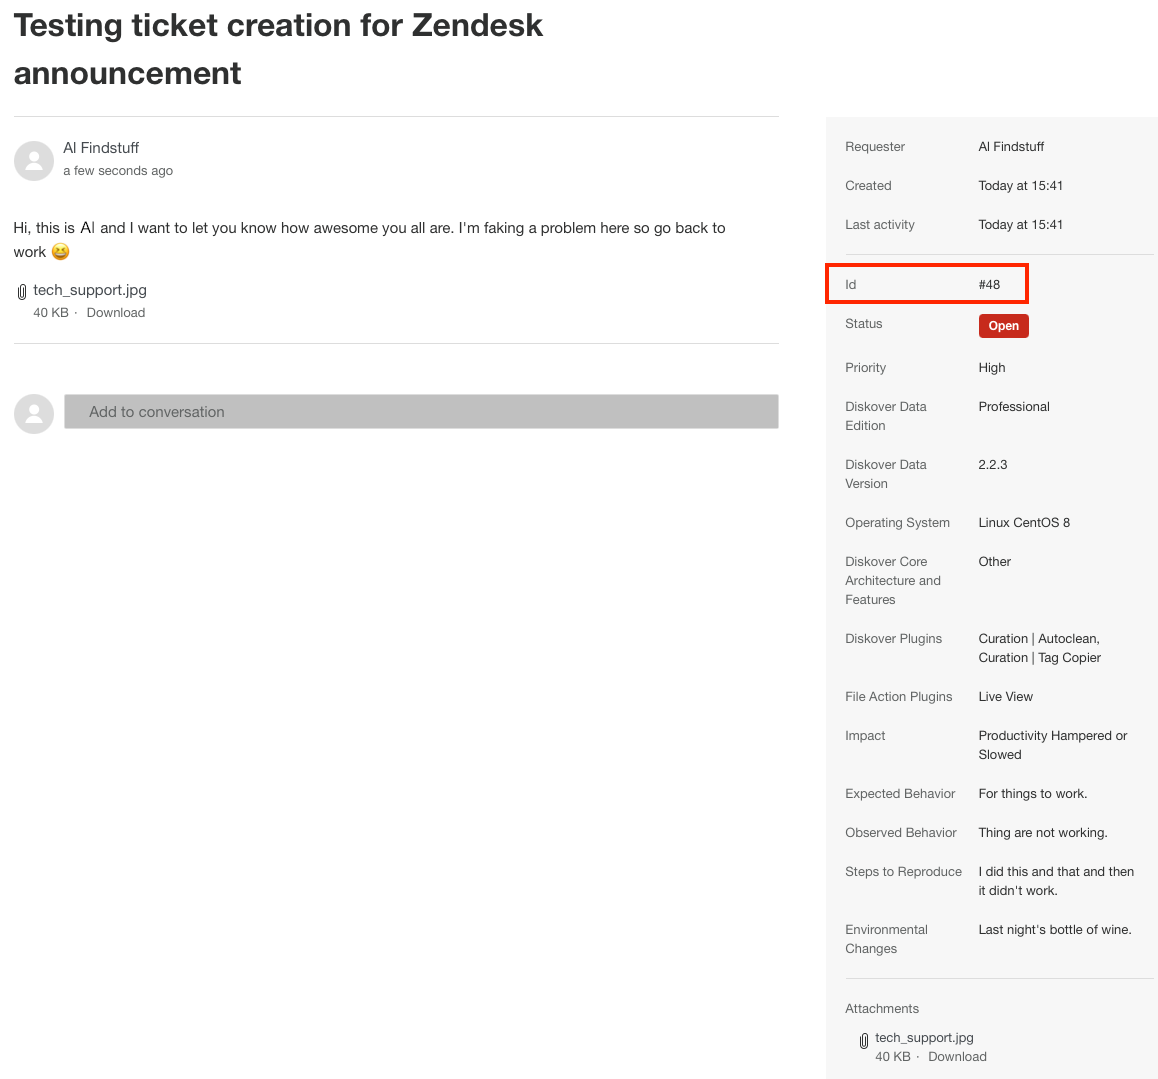 Testing ticket creation for Zendesk
announcement
Al Findstuff
a few seconds ago
Hi, this is Al and I want to let you know how awesome you all are. I'm faking a problem here so go back to
work 😆
tech_support.jpg
40 KB · Download
Add to conversation
Requester Al Findstuff
Created Today at 15:41
Last activity Today at 15:41
Id #48
Status Open
Priority High
Diskover Data Professional
Edition
Diskover Data 2.2.3
Version
Operating System Linux CentOS 8
Diskover Core Other
Architecture and
Features
Diskover Plugins Curation | Autoclean,
Curation | Tag Copier
File Action Plugins Live View
Impact Productivity Hampered or
Slowed
Expected Behavior For things to work.
Observed Behavior Thing are not working.
Steps to Reproduce I did this and that and then
it didn't work.
Environmental Last night's bottle of wine.
Changes
Attachments
tech_support.jpg
40 KB · Download